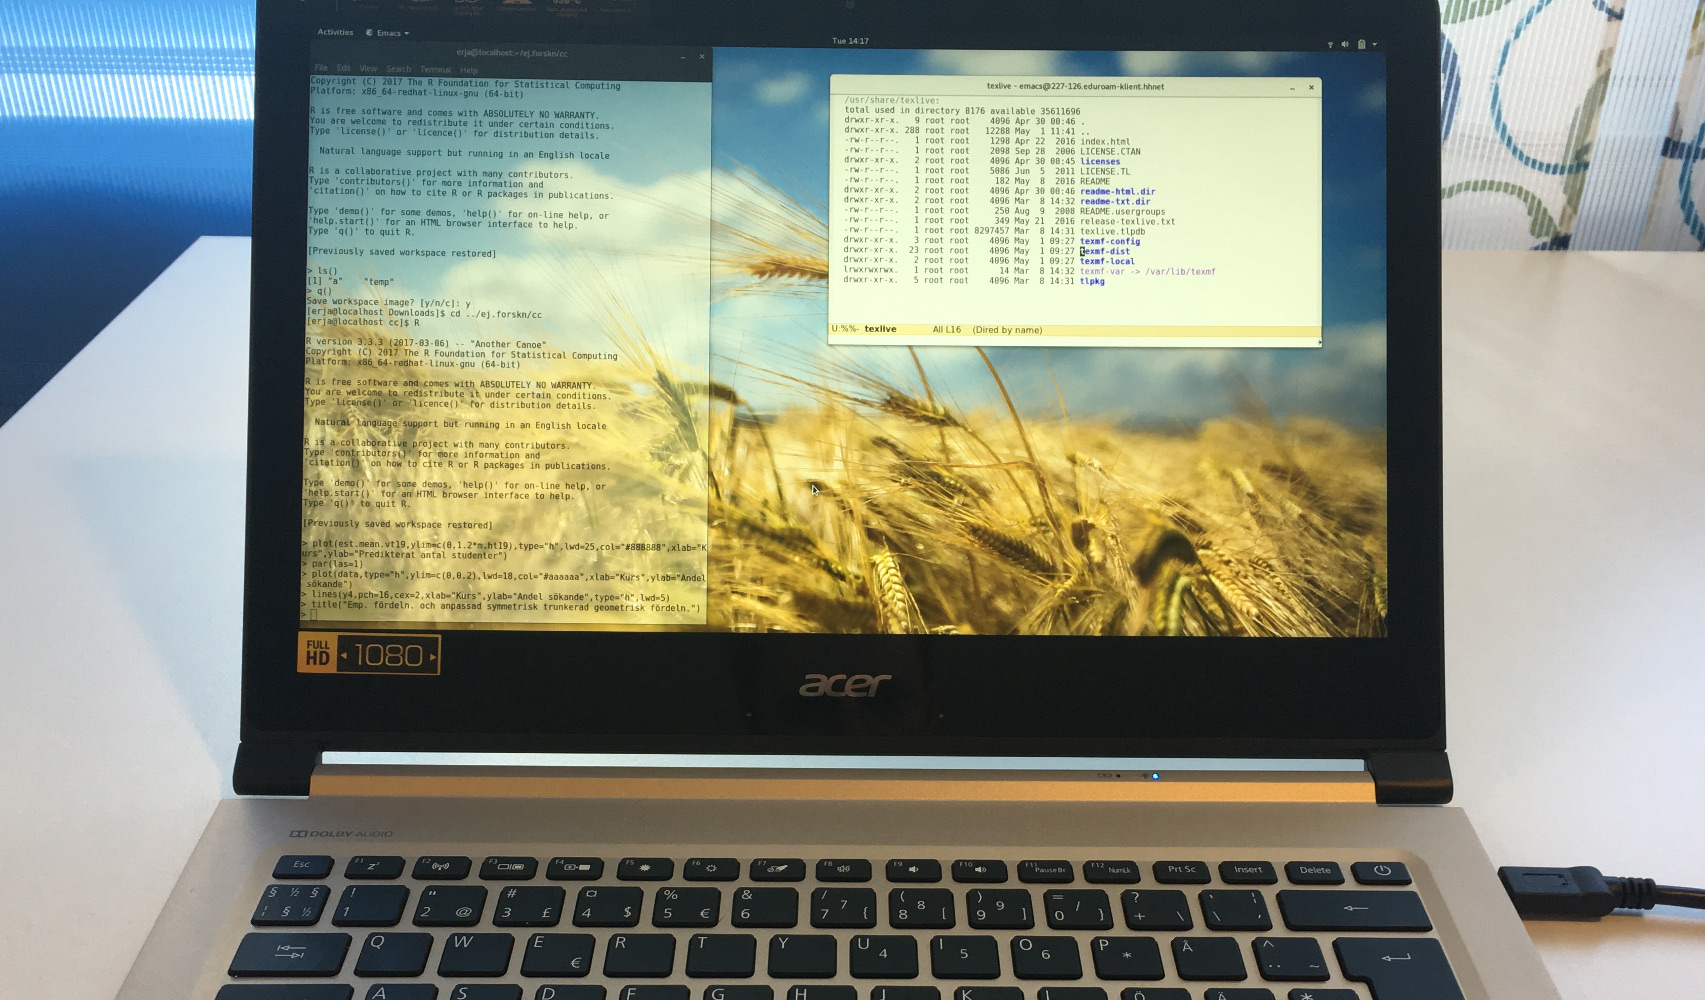 Activities Emacs
Tue 14:17
erja@localhost:~/ej.forskn/cc
File Edit View Search Terminal Help
Copyright (C) 2017 The R Foundation for Statistical Computing
Platform: x86_64-redhat-linux-gnu (64-bit)
R is free software and comes with ABSOLUTELY NO WARRANTY.
You are welcome to redistribute it under certain conditions.
Type 'license()' or 'licence()' for distribution details.
Natural language support but running in an English locale
R is a collaborative project with many contributors.
Type 'contributors()' for more information and
'citation()' on how to cite R or R packages in publications.
Type 'demo()' for some demos, 'help()' for on-line help, or
'help.start()' for an HTML browser interface to help.
Type 'q()' to quit R.
[Previously saved workspace restored]
> ls()
[1] "a" "temp"
> q()
Save workspace image? [y/n/c]: y
[erja@localhost Downloads]$ cd ../ej.forskn/cc
[erja@localhost cc]$ R
R version 3.3.3 (2017-03-06) -- "Another Canoe"
Copyright (C) 2017 The R Foundation for Statistical Computing
Platform: x86_64-redhat-linux-gnu (64-bit)
R is free software and comes with ABSOLUTELY NO WARRANTY.
You are welcome to redistribute it under certain conditions.
Type 'license()' or 'licence()' for distribution details.
Natural language support but running in an English locale
R is a collaborative project with many contributors.
Type 'contributors()' for more information and
'citation()' on how to cite R or R packages in publications.
Type 'demo()' for some demos, 'help()' for on-line help, or
'help.start()' for an HTML browser interface to help.
Type 'q()' to quit R.
[Previously saved workspace restored]
> plot(est.mean.vt19,ylim=c(0,1.2*m.ht19),type="h",lwd=25,col="#888888",xlab="K
urs",ylab="Predikterat antal studenter")
> par(las=1)
> plot(data,type="h",ylim=c(0,0.2),lwd=18,col="#aaaaaa",xlab="Kurs",ylab="Andel
sökande")
> lines(y4,pch=16,cex=2,xlab="Kurs",ylab="Andel sökande",type="h",lwd=5)
> title("Emp. fördeln. och anpassad symmetrisk trunkerad geometrisk fördeln.")
>
texlive - emacs@227-126.eduroam-klient.hhnet
/usr/share/texlive:
total used in directory 8176 available 35611696
drwxr-xr-x. 9 root root 4096 Apr 30 00:46 .
drwxr-xr-x. 288 root root 12288 May 1 11:41 ..
-rw-r--r--. 1 root root 1298 Apr 22 2016 index.html
-rw-r--r--. 1 root root 2098 Sep 28 2006 LICENSE.CTAN
drwxr-xr-x. 2 root root 4096 Apr 30 00:45 licenses
-rw-r--r--. 1 root root 5086 Jun 5 2011 LICENSE.TL
-rw-r--r--. 1 root root 182 May 8 2016 README
drwxr-xr-x. 2 root root 4096 Apr 30 00:46 readme-html.dir
drwxr-xr-x. 2 root root 4096 Mar 8 14:32 readme-txt.dir
-rw-r--r--. 1 root root 250 Aug 9 2008 README.usergroups
-rw-r--r--. 1 root root 349 May 21 2016 release-texlive.txt
-rw-r--r--. 1 root root 8297457 Mar 8 14:31 texlive.tlpdb
drwxr-xr-x. 3 root root 4096 May 1 09:27 texmf-config
drwxr-xr-x. 23 root root 4096 May 1 09:27 texmf-dist
drwxr-xr-x. 2 root root 4096 May 1 09:27 texmf-local
lrwxrwxrwx. 1 root root 14 Mar 8 14:32 texmf-var -> /var/lib/texmf
drwxr-xr-x. 5 root root 4096 Mar 8 14:31 tlpkg
U:%%- texlive All L16 (Dired by name)
FULL HD 1080
acer
DOLBY AUDIO
Esc F1 F2 F3 F4 F5 F6 F7 F8 F9 F10 F11 Pause Br F12 NumLk Prt Sc Insert Delete
§ ½ § ! " # ¤ % & / 7 ( 8 ) 9 = / ?
¦ § ½ 1 2 @ 3 £ 4 $ 5 € 6 7 { 8 [ 9 ] 0 } + \
Q W E € R T Y U 4 I 5 O 6 P * Å ^ ¨ ~
A S D F G H J K L Ö Ä *